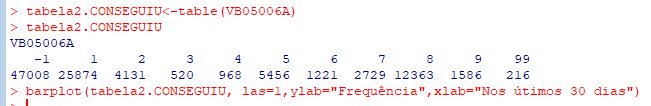 > tabela2.CONSEGUIU<-table(VB05006A)
> tabela2.CONSEGUIU
VB05006A
-1 1 2 3 4 5 6 7 8 9 99
47008 25874 4131 520 968 5456 1221 2729 12363 1586 216
> barplot(tabela2.CONSEGUIU, las=1,ylab="Frequência",xlab="Nos útimos 30 dias")
>